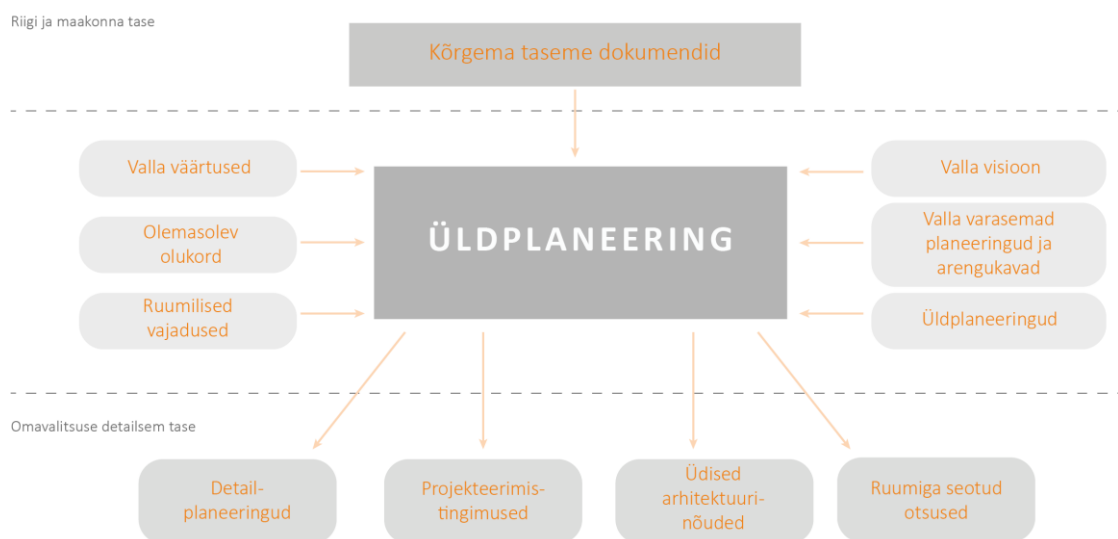 Riigi ja maakonna tase
Kõrgema taseme dokumendid
Valla väärtused
Olemasolev
olukord
Ruumilised
vajadused
ÜLDPLANEERING
Valla visioon
Valla varasemad
planeeringud ja
arengukavad
Üldplaneeringud
Omavalitsuse detailsem tase
Detail-
planeeringud
Projekteerimis-
tingimused
Üdised
arhitektuuri-
nõuded
Ruumiga seotud
otsused